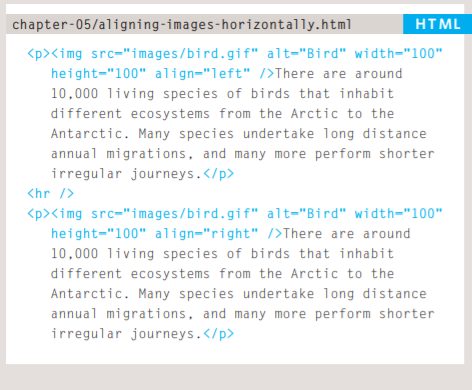 chapter-05/aligning-images-horizontally.html HTML
<p><img src="images/bird.gif" alt="Bird" width="100"
height="100" align="left" />There are around
10,000 living species of birds that inhabit
different ecosystems from the Arctic to the
Antarctic. Many species undertake long distance
annual migrations, and many more perform shorter
irregular journeys.</p>
<hr />
<p><img src="images/bird.gif" alt="Bird" width="100"
height="100" align="right" />There are around
10,000 living species of birds that inhabit
different ecosystems from the Arctic to the
Antarctic. Many species undertake long distance
annual migrations, and many more perform shorter
irregular journeys.</p>